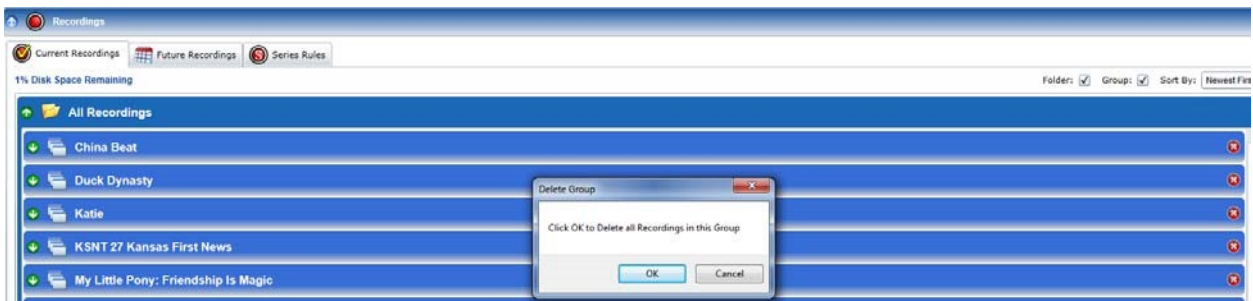 Recordings
Current Recordings Future Recordings Series Rules
1% Disk Space Remaining Folder: Group: Sort By: Newest Firs
All Recordings
China Beat
Duck Dynasty
Delete Group
Katie
Click OK to Delete all Recordings in this Group
KSNT 27 Kansas First News
OK Cancel
My Little Pony: Friendship Is Magic